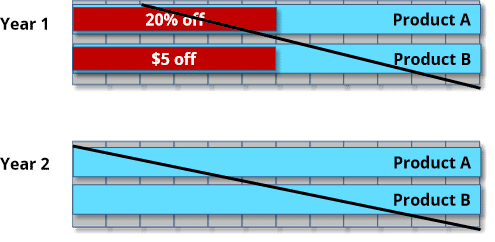 20% off Product A
Year 1
$5 off Product B
Year 2 Product A
Product B